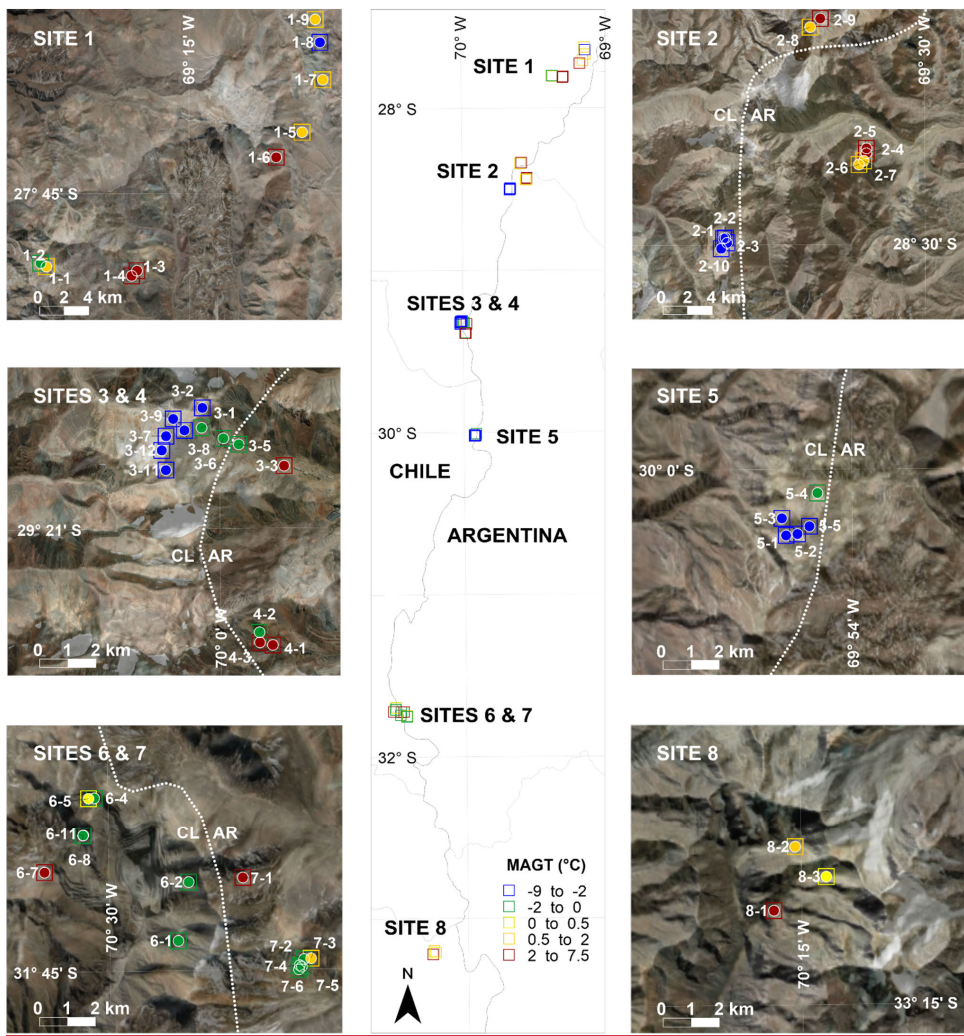 SITE 1
69° 15' W
1-9
1-8
1-7
1-5
1-6
27° 45' S
1-2
1-1
1-4
1-3
0 2 4 km
70° W
69° W
SITE 1
28° S
SITE 2
SITES 3 & 4
30° S
SITE 5
CHILE
ARGENTINA
SITES 6 & 7
32° S
MAGT (°C)
-9 to -2
-2 to 0
0 to 0.5
0.5 to 2
2 to 7.5
SITE 8
N
SITE 2
2-9
2-8
69° 30' W
CL AR
2-5
2-4
2-6
2-7
2-2
2-1
2-3
2-10
28° 30' S
0 1 2 km
SITES 3 & 4
3-2
3-9
3-1
3-7
3-8
3-5
3-12
3-6
3-3
3-11
29° 21' S
CL AR
70° 0' W
4-2
4-3
4-1
0 1 2 km
SITE 5
CL AR
30° 0' S
5-4
5-3
5-5
5-1
5-2
69° 54' W
0 1 2 km
SITES 6 & 7
6-5
6-4
6-11
CL AR
6-8
6-7
6-2
7-1
70° 30' W
6-1
7-2
7-3
31° 45' S
7-4
7-6
7-5
0 1 2 km
SITE 8
8-2
8-3
8-1
70° 15' W
0 1 2 km
33° 15' S